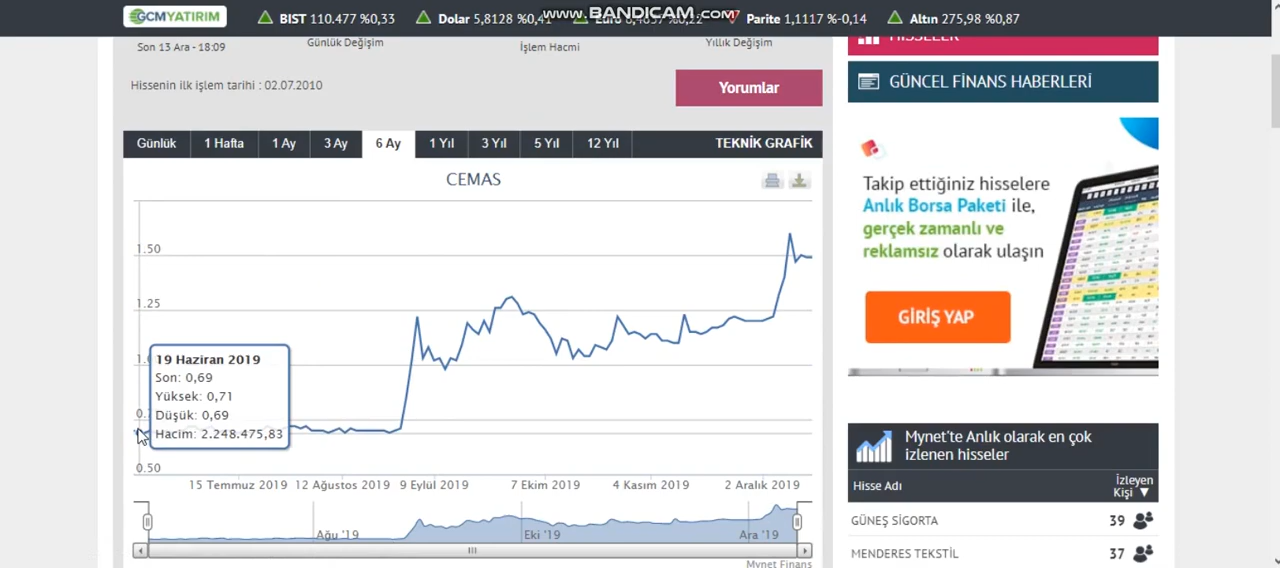 GCMYATIRIM
BIST 110.477 %0,33
Dolar 5,8128
www.BANDICAM.com
Parite 1,1117 %-0,14
Altın 275,98 %0,87
Son 13 Ara - 18:09
Günlük Değişim
İşlem Hacmi
Yıllık Değişim
Hissenin ilk işlem tarihi : 02.07.2010
Yorumlar
Günlük
1 Hafta
1 Ay
3 Ay
6 Ay
1 Yıl
3 Yıl
5 Yıl
12 Yıl
TEKNİK GRAFİK
CEMAS
1.50
1.25
19 Haziran 2019
Son: 0,69
Yüksek: 0,71
Düşük: 0,69
Hacim: 2.248.475,83
0.50
15 Temmuz 2019
12 Ağustos 2019
9 Eylül 2019
7 Ekim 2019
4 Kasım 2019
2 Aralık 2019
Ağu '19
Eki '19
Ara '19
Mynet Finans
HİSSELER
GÜNCEL FİNANS HABERLERİ
Takip ettiğiniz hisselere
Anlık Borsa Paketi ile,
gerçek zamanlı ve
reklamsız olarak ulaşın
GİRİŞ YAP
Mynet'te Anlık olarak en çok
izlenen hisseler
Hisse Adı
İzleyen
Kişi ▼
GÜNEŞ SİGORTA 39
MENDERES TEKSTİL 37